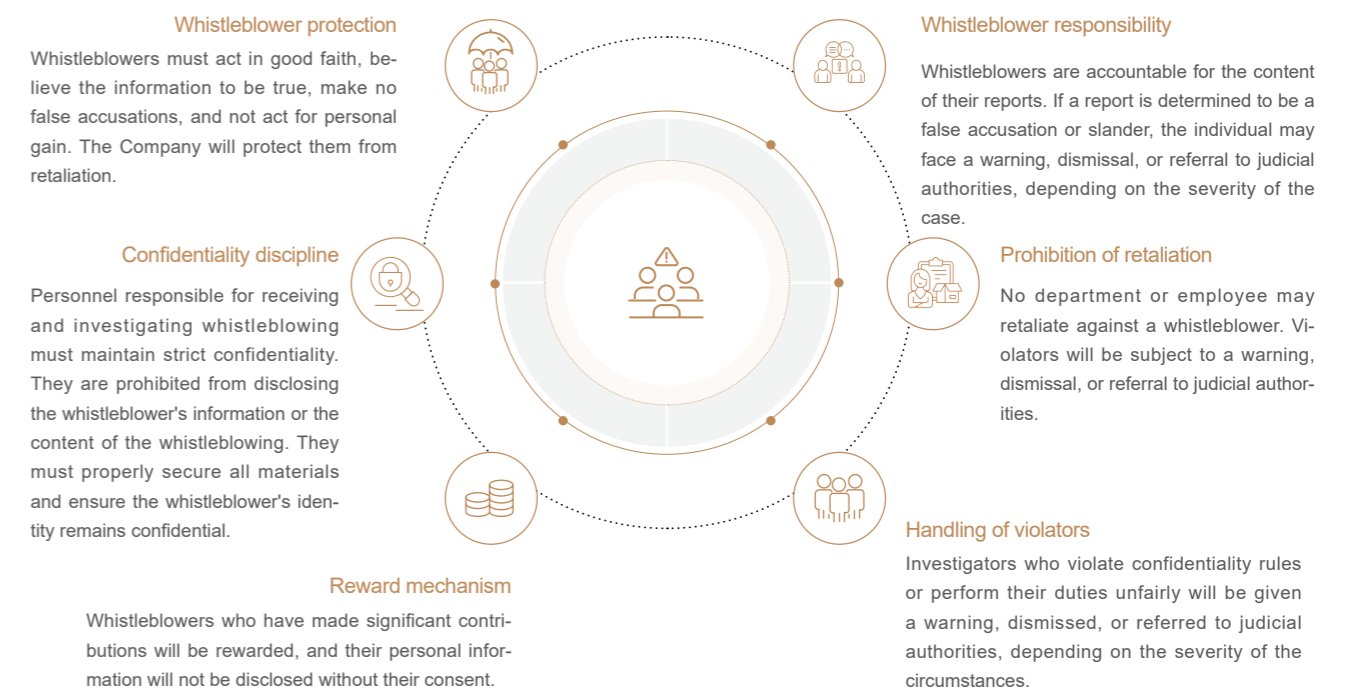 Whistleblower protection
Whistleblowers must act in good faith, be-
lieve the information to be true, make no
false accusations, and not act for personal
gain. The Company will protect them from
retaliation.
Whistleblower responsibility
Whistleblowers are accountable for the content
of their reports. If a report is determined to be a
false accusation or slander, the individual may
face a warning, dismissal, or referral to judicial
authorities, depending on the severity of the
case.
Confidentiality discipline
Personnel responsible for receiving
and investigating whistleblowing
must maintain strict confidentiality.
They are prohibited from disclosing
the whistleblower's information or the
content of the whistleblowing. They
must properly secure all materials
and ensure the whistleblower's iden-
tity remains confidential.
Prohibition of retaliation
No department or employee may
retaliate against a whistleblower. Vi-
olators will be subject to a warning,
dismissal, or referral to judicial author-
ities.
Reward mechanism
Whistleblowers who have made significant contri-
butions will be rewarded, and their personal infor-
mation will not be disclosed without their consent.
Handling of violators
Investigators who violate confidentiality rules
or perform their duties unfairly will be given
a warning, dismissed, or referred to judicial
authorities, depending on the severity of the
circumstances.